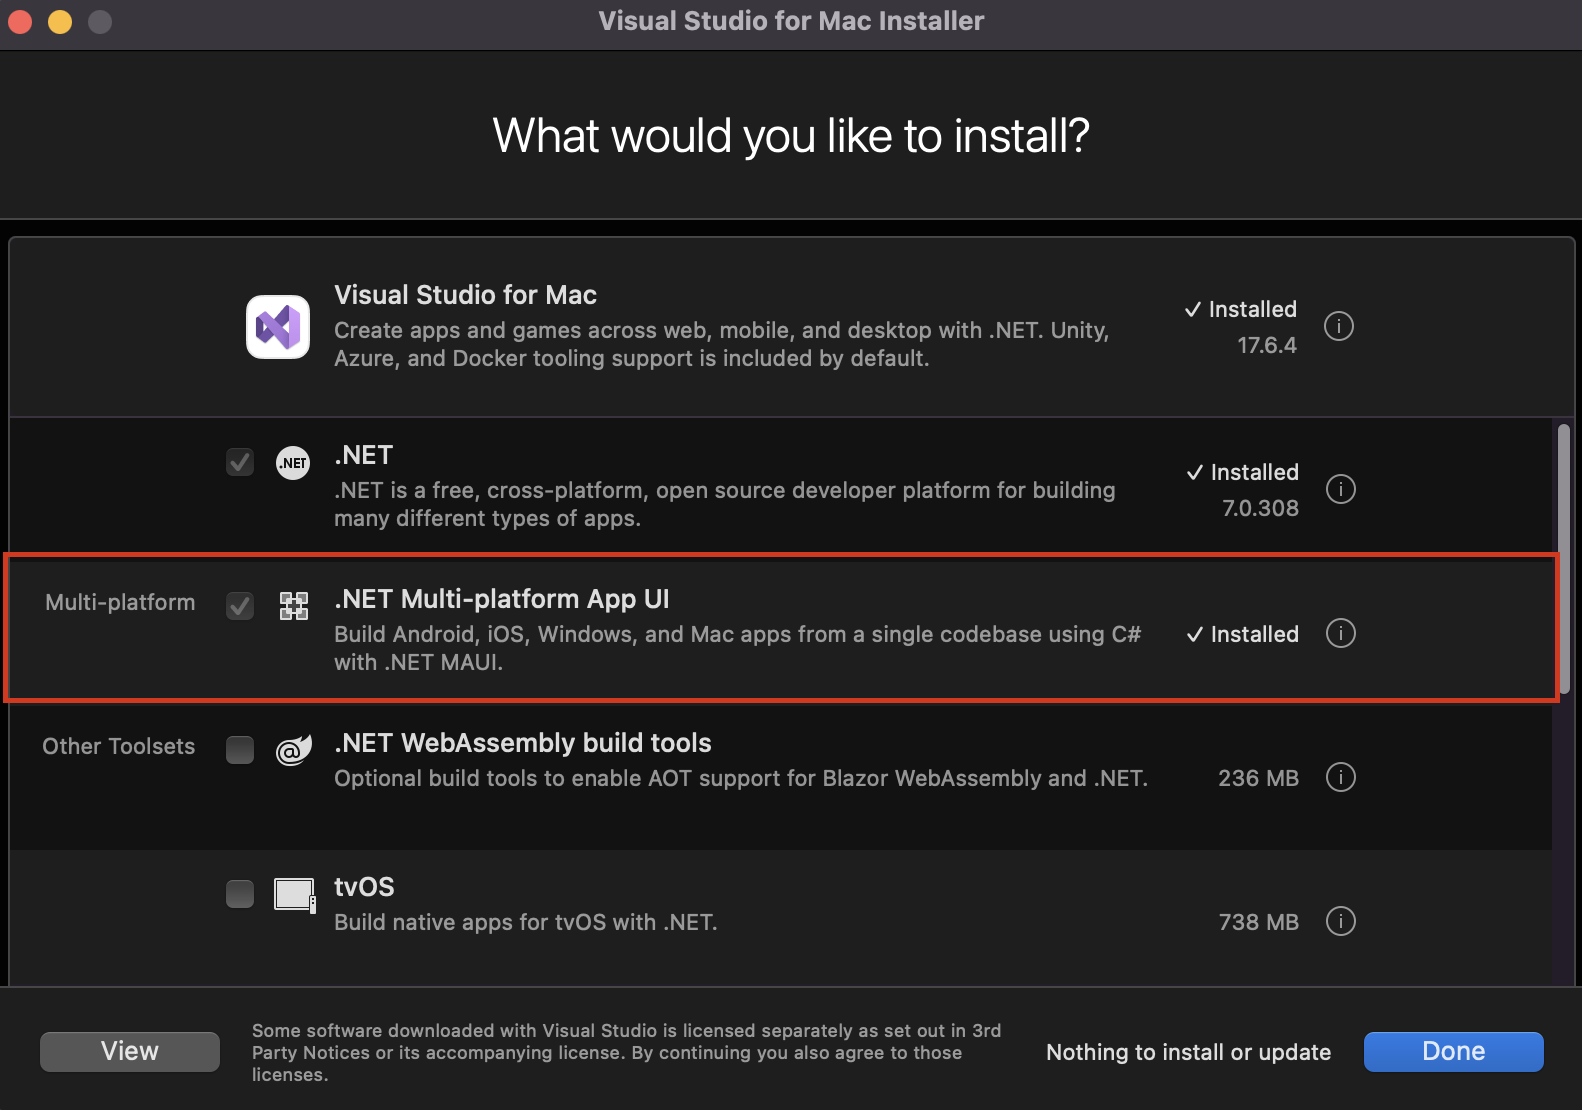 Visual Studio for Mac Installer
What would you like to install?
Visual Studio for Mac
Create apps and games across web, mobile, and desktop with .NET. Unity,
Azure, and Docker tooling support is included by default.
✓ Installed
17.6.4
.NET
.NET
.NET is a free, cross-platform, open source developer platform for building
many different types of apps.
✓ Installed
7.0.308
Multi-platform
.NET Multi-platform App UI
Build Android, iOS, Windows, and Mac apps from a single codebase using C#
with .NET MAUI.
✓ Installed
Other Toolsets
.NET WebAssembly build tools
Optional build tools to enable AOT support for Blazor WebAssembly and .NET.
236 MB
tvOS
Build native apps for tvOS with .NET.
738 MB
View
Some software downloaded with Visual Studio is licensed separately as set out in 3rd
Party Notices or its accompanying license. By continuing you also agree to those
licenses.
Nothing to install or update
Done